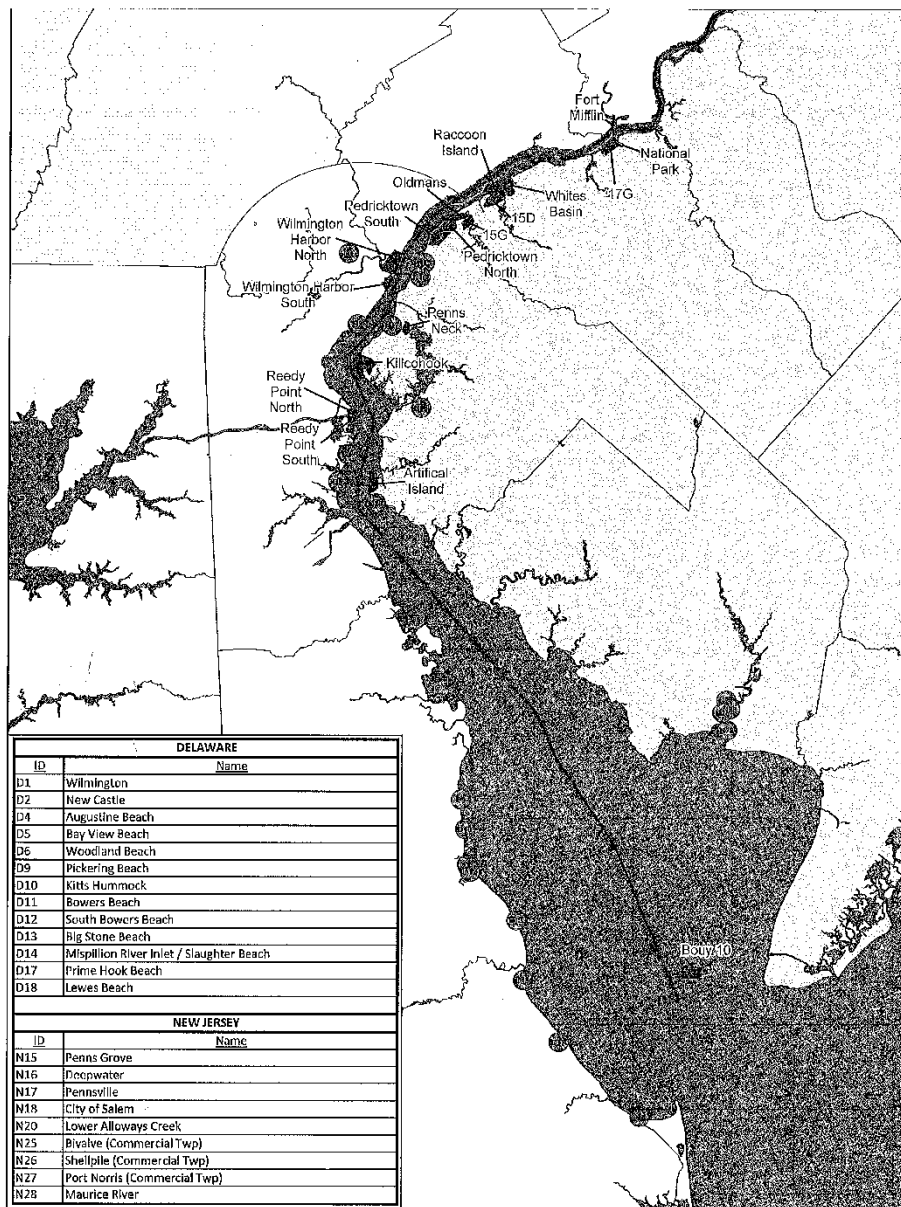 Fort
Mifflin
National
Park
Raccoon
Island
Whites
Basin
17G
Oldmans
15D
Pedricktown
South
15G
Pedricktown
North
Wilmington
Harbor
North
Wilmington Harbor
South
Penns
Neck
Killconook
Reedy
Point
North
Reedy
Point
South
Artifical
Island
Bouy 10
DELAWARE
ID Name
D1 Wilmington
D2 New Castle
D4 Augustine Beach
D5 Bay View Beach
D6 Woodland Beach
D9 Pickering Beach
D10 Kitts Hummock
D11 Bowers Beach
D12 South Bowers Beach
D13 Big Stone Beach
D14 Mispillion River Inlet / Slaughter Beach
D17 Prime Hook Beach
D18 Lewes Beach
NEW JERSEY
ID Name
N15 Penns Grove
N16 Deepwater
N17 Pennsville
N18 City of Salem
N20 Lower Alloways Creek
N25 Bivalve (Commercial Twp)
N26 Shellpile (Commercial Twp)
N27 Port Norris (Commercial Twp)
N28 Maurice River